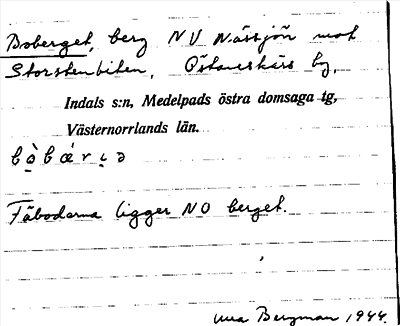 Boberget, berg NV Nässjön mot
Storstenbiten, Östanskärs by,
Indals s:n, Medelpads östra domsaga tg,
Västernorrlands län.
Fäbodarna ligger NO berget.
Bergman 1944.